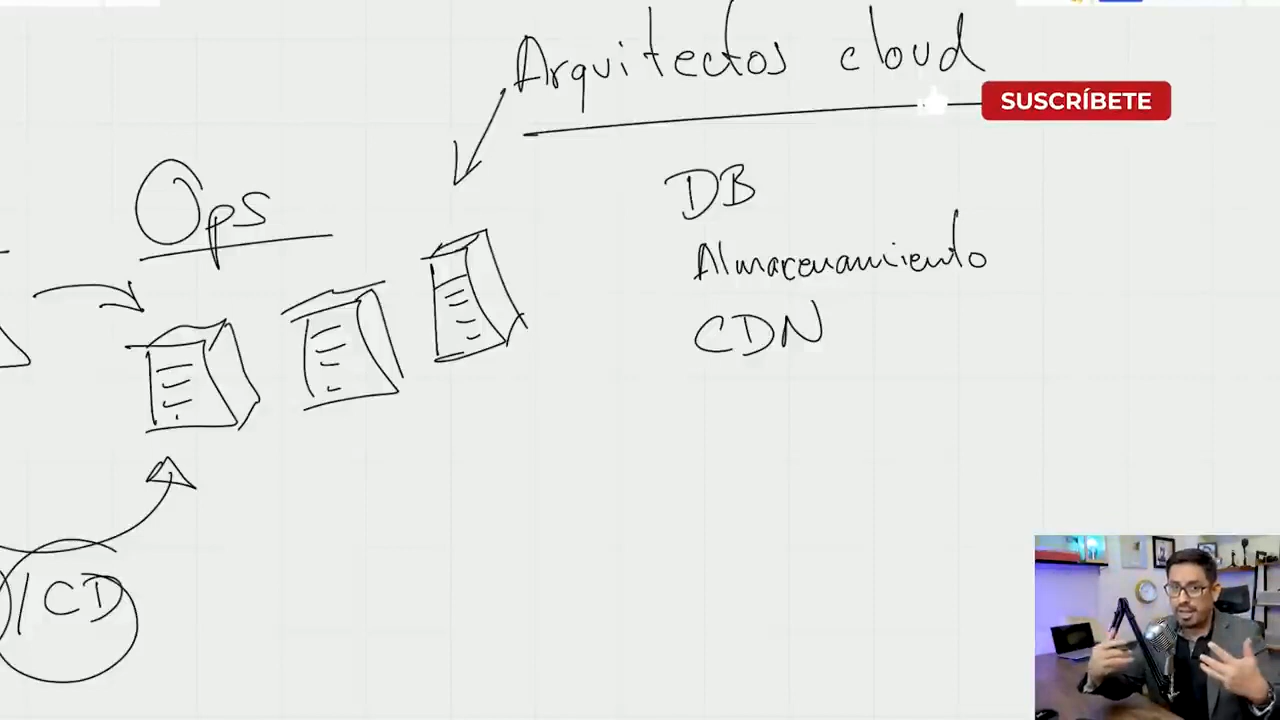 Arquitectos cloud
SUSCRÍBETE
Ops
DB
Almacenamiento
CDN
/CD